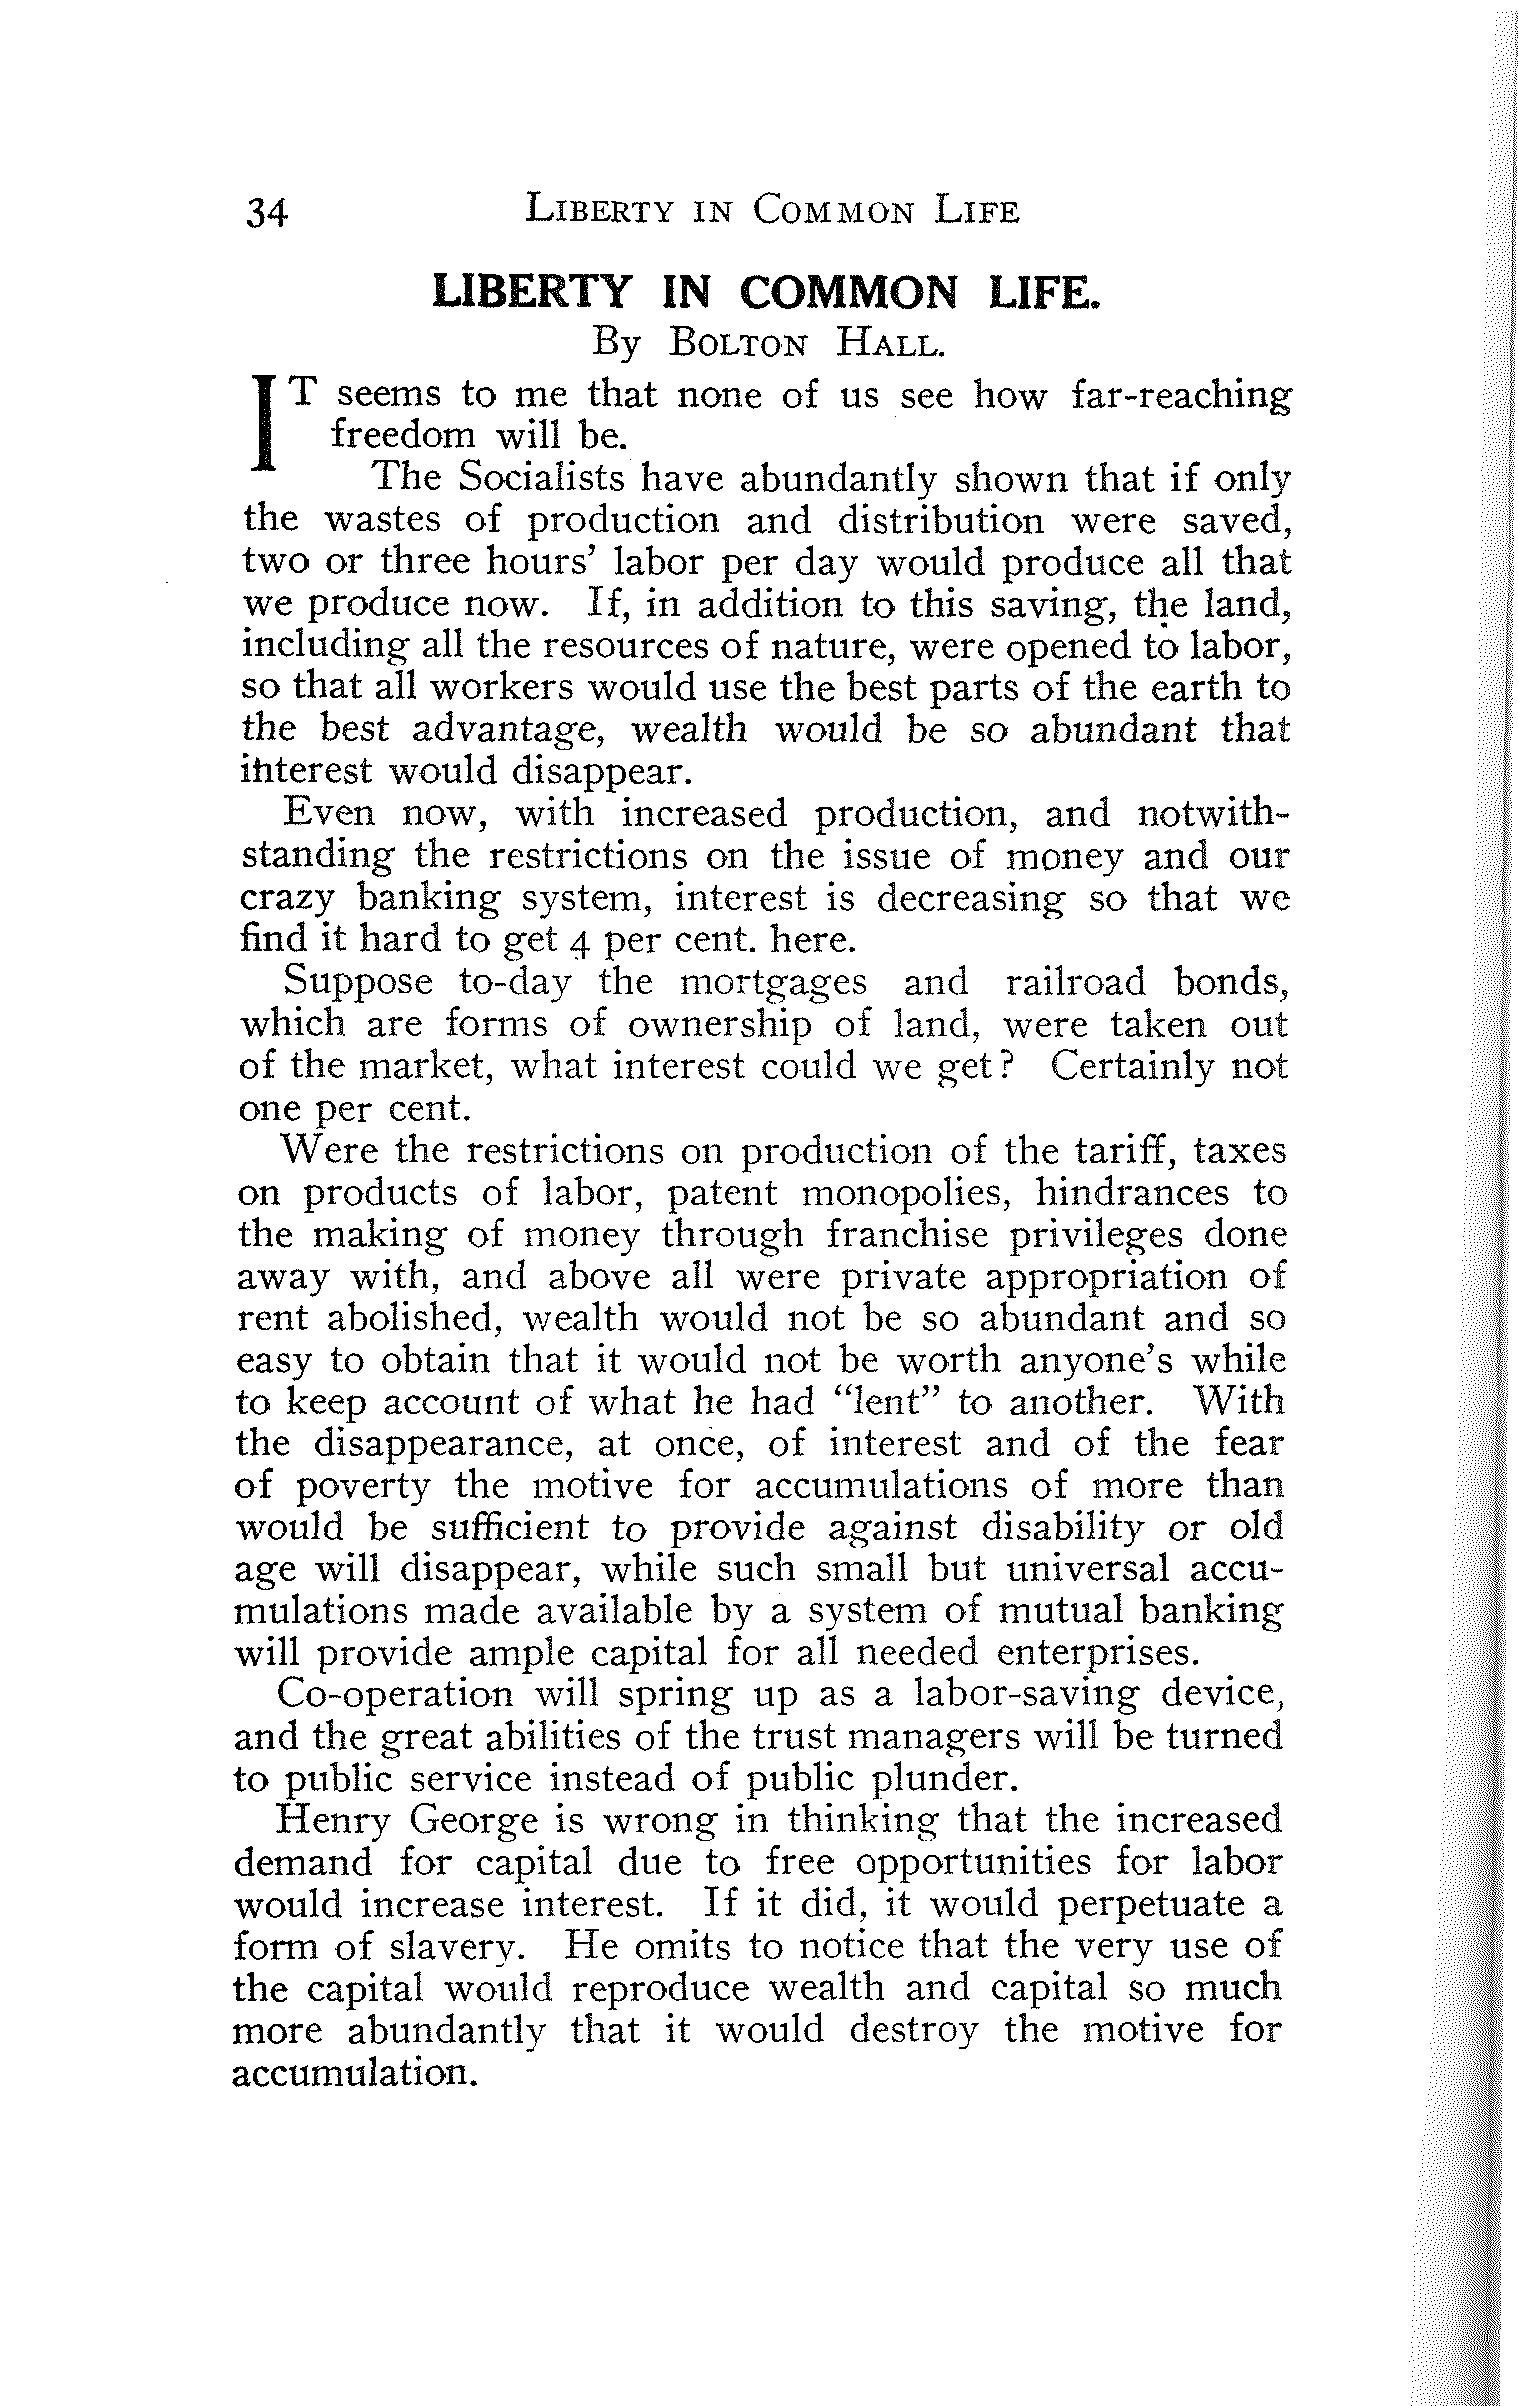 34 LIBERTY IN COMMON LIFE
LIBERTY IN COMMON LIFE.
By BOLTON HALL.
IT seems to me that none of us see how far-reaching
freedom will be.
The Socialists have abundantly shown that if only
the wastes of production and distribution were saved,
two or three hours' labor per day would produce all that
we produce now. If, in addition to this saving, the land,
including all the resources of nature, were opened to labor,
so that all workers would use the best parts of the earth to
the best advantage, wealth would be so abundant that
interest would disappear.
Even now, with increased production, and notwith-
standing the restrictions on the issue of money and our
crazy banking system, interest is decreasing so that we
find it hard to get 4 per cent. here.
Suppose to-day the mortgages and railroad bonds,
which are forms of ownership of land, were taken out
of the market, what interest could we get? Certainly not
one per cent.
Were the restrictions on production of the tariff, taxes
on products of labor, patent monopolies, hindrances to
the making of money through franchise privileges done
away with, and above all were private appropriation of
rent abolished, wealth would not be so abundant and so
easy to obtain that it would not be worth anyone's while
to keep account of what he had "lent" to another. With
the disappearance, at once, of interest and of the fear
of poverty the motive for accumulations of more than
would be sufficient to provide against disability or old
age will disappear, while such small but universal accu-
mulations made available by a system of mutual banking
will provide ample capital for all needed enterprises.
Co-operation will spring up as a labor-saving device,
and the great abilities of the trust managers will be turned
to public service instead of public plunder.
Henry George is wrong in thinking that the increased
demand for capital due to free opportunities for labor
would increase interest. If it did, it would perpetuate a
form of slavery. He omits to notice that the very use of
the capital would reproduce wealth and capital so much
more abundantly that it would destroy the motive for
accumulation.